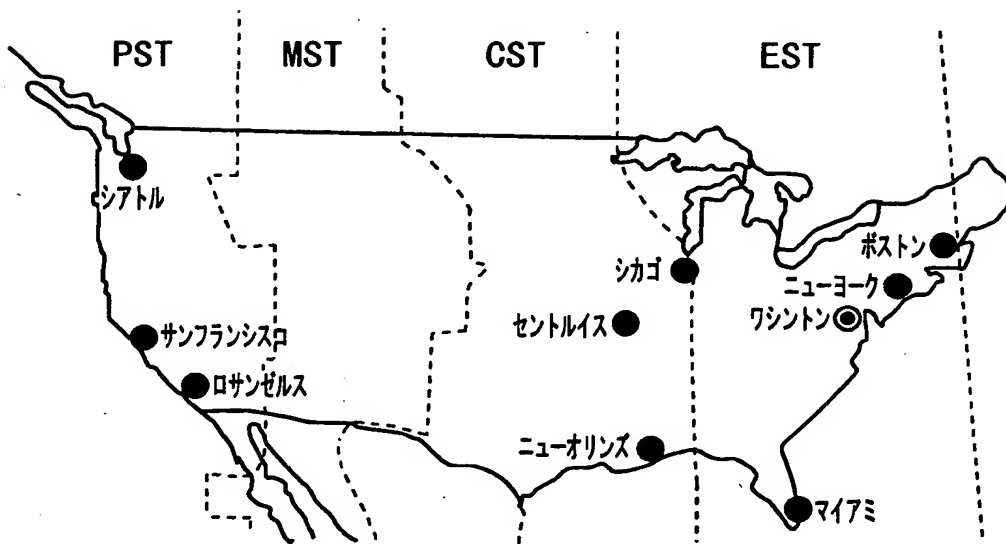 PST MST CST EST
シアトル
ボストン
シカゴ
ニューヨーク
セントルイス
ワシントン
サンフランシスコ
ロサンゼルス
ニューオリンズ
マイアミ